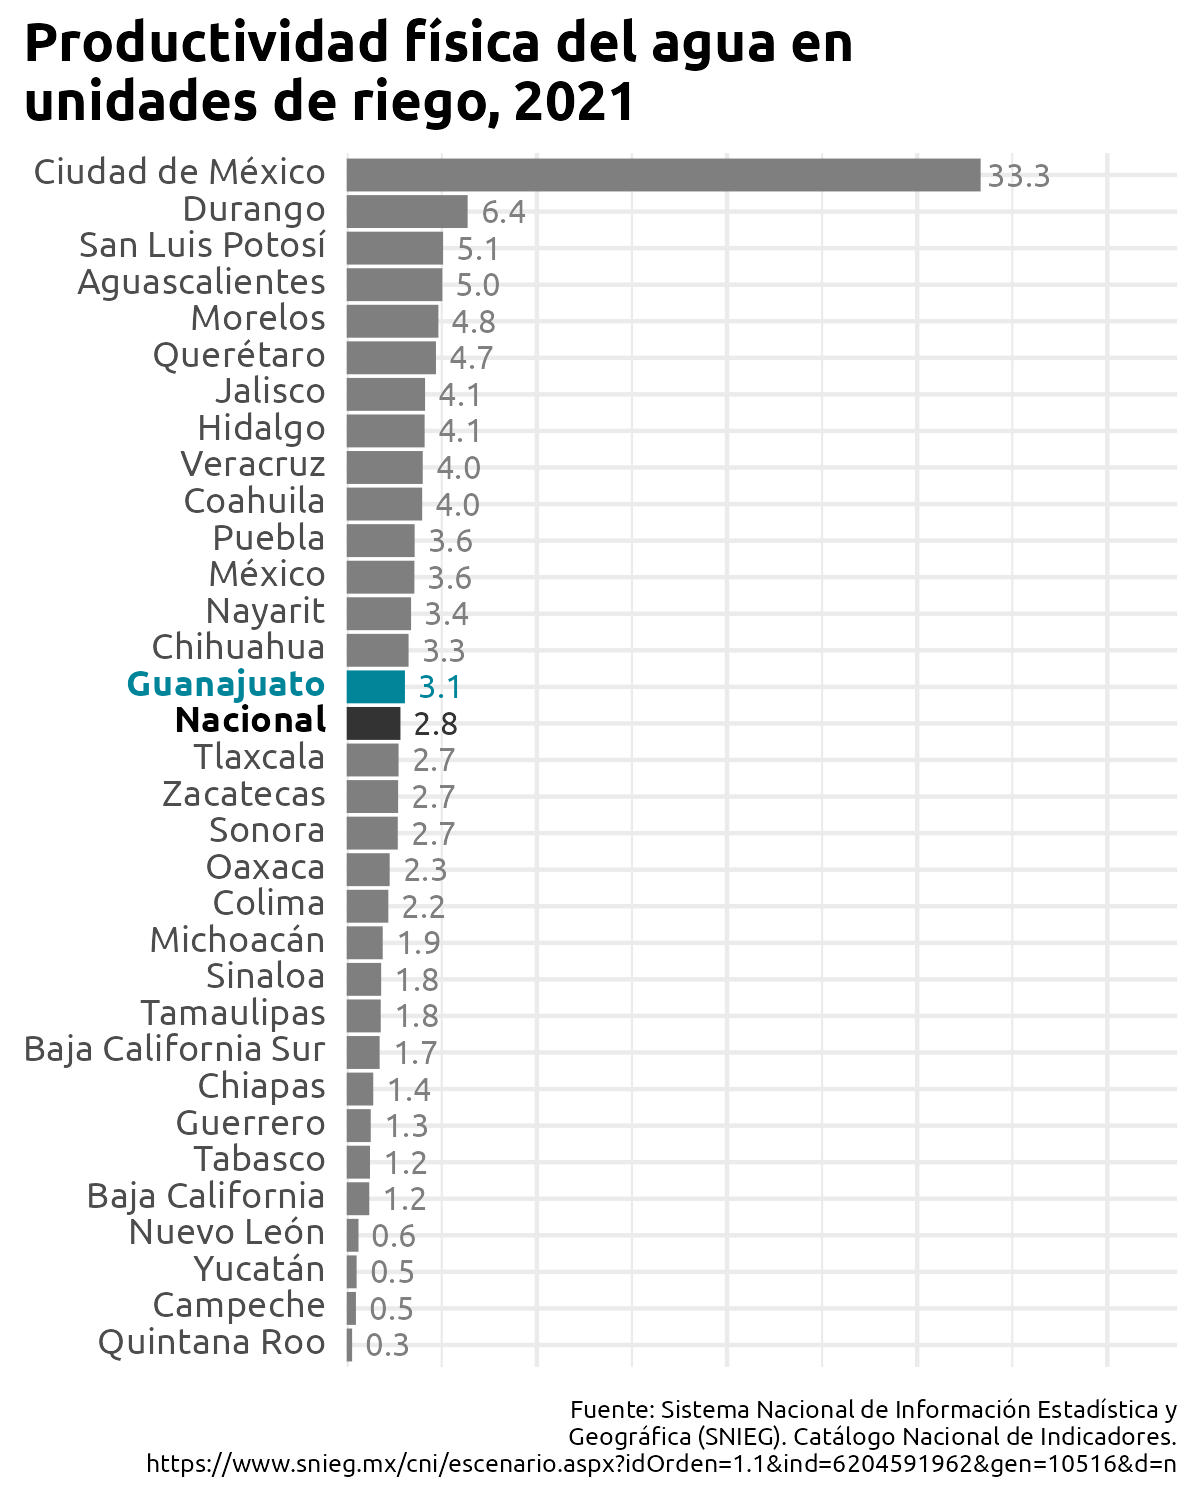 Productividad física del agua en
unidades de riego, 2021
Ciudad de México 33.3
Durango 6.4
San Luis Potosí 5.1
Aguascalientes 5.0
Morelos 4.8
Querétaro 4.7
Jalisco 4.1
Hidalgo 4.1
Veracruz 4.0
Coahuila 4.0
Puebla 3.6
México 3.6
Nayarit 3.4
Chihuahua 3.3
Guanajuato 3.1
Nacional 2.8
Tlaxcala 2.7
Zacatecas 2.7
Sonora 2.7
Oaxaca 2.3
Colima 2.2
Michoacán 1.9
Sinaloa 1.8
Tamaulipas 1.8
Baja California Sur 1.7
Chiapas 1.4
Guerrero 1.3
Tabasco 1.2
Baja California 1.2
Nuevo León 0.6
Yucatán 0.5
Campeche 0.5
Quintana Roo 0.3
Fuente: Sistema Nacional de Información Estadística y
Geográfica (SNIEG). Catálogo Nacional de Indicadores.
https://www.snieg.mx/cni/escenario.aspx?idOrden=1.1&ind=6204591962&gen=10516&d=n